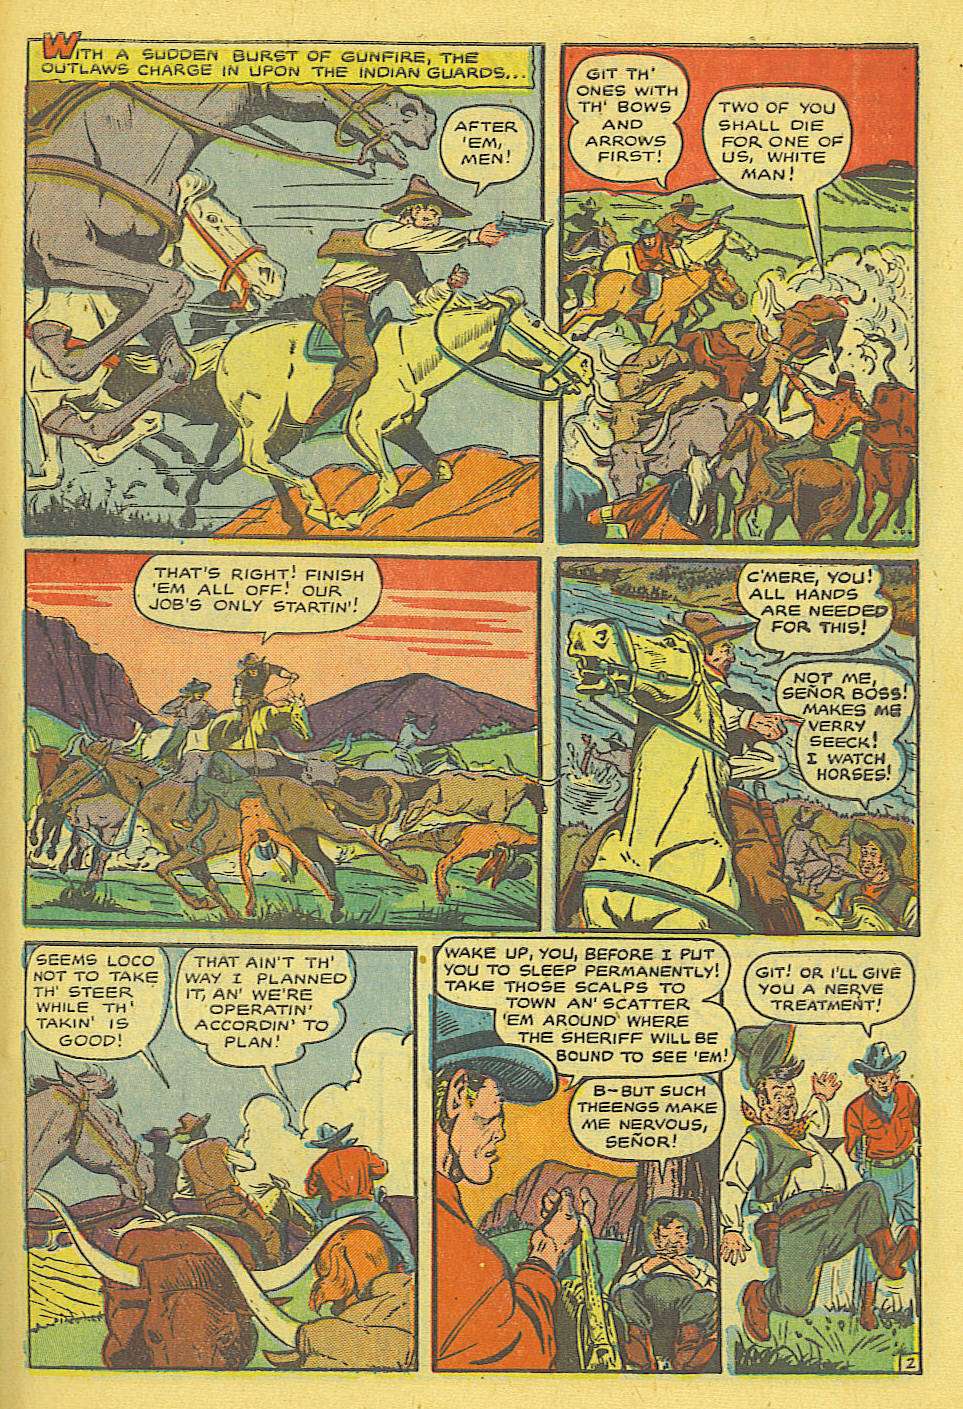 WITH A SUDDEN BURST OF GUNFIRE, THE
OUTLAWS CHARGE IN UPON THE INDIAN GUARDS...
AFTER
'EM,
MEN!
GIT TH'
ONES WITH
TH' BOWS
AND
ARROWS
FIRST!
TWO OF YOU
SHALL DIE
FOR ONE OF
US, WHITE
MAN!
THAT'S RIGHT! FINISH
'EM ALL OFF! OUR
JOB'S ONLY STARTIN'!
C'MERE, YOU!
ALL HANDS
ARE NEEDED
FOR THIS!
NOT ME,
SEÑOR BOSS!
MAKES ME
VERRY
SEECK!
I WATCH
HORSES!
SEEMS LOCO
NOT TO TAKE
TH' STEER
WHILE TH'
TAKIN' IS
GOOD!
THAT AIN'T TH'
WAY I PLANNED
IT, AN' WE'RE
OPERATIN'
ACCORDIN' TO
PLAN!
WAKE UP, YOU, BEFORE I PUT
YOU TO SLEEP PERMANENTLY!
TAKE THOSE SCALPS TO
TOWN AN' SCATTER
'EM AROUND WHERE
THE SHERIFF WILL BE
BOUND TO SEE 'EM!
B-BUT SUCH
THEENGS MAKE
ME NERVOUS,
SEÑOR!
GIT! OR I'LL GIVE
YOU A NERVE
TREATMENT!
2